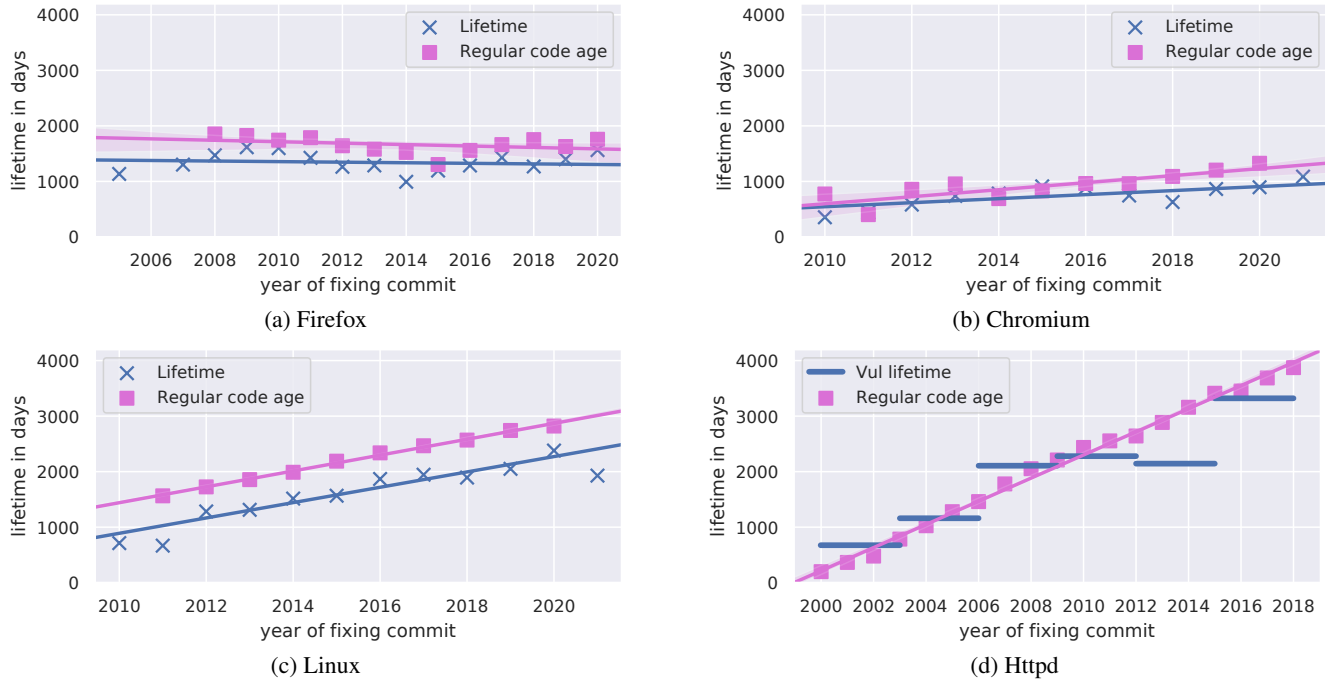 Lifetime
Regular code age
4000
3000
2000
1000
0
lifetime in days
2006 2008 2010 2012 2014 2016 2018 2020
year of fixing commit
(a) Firefox
Lifetime
Regular code age
4000
3000
2000
1000
0
lifetime in days
2010 2012 2014 2016 2018 2020
year of fixing commit
(b) Chromium
Lifetime
Regular code age
4000
3000
2000
1000
0
lifetime in days
2010 2012 2014 2016 2018 2020
year of fixing commit
(c) Linux
Vul lifetime
Regular code age
4000
3000
2000
1000
0
lifetime in days
2000 2002 2004 2006 2008 2010 2012 2014 2016 2018
year of fixing commit
(d) Httpd